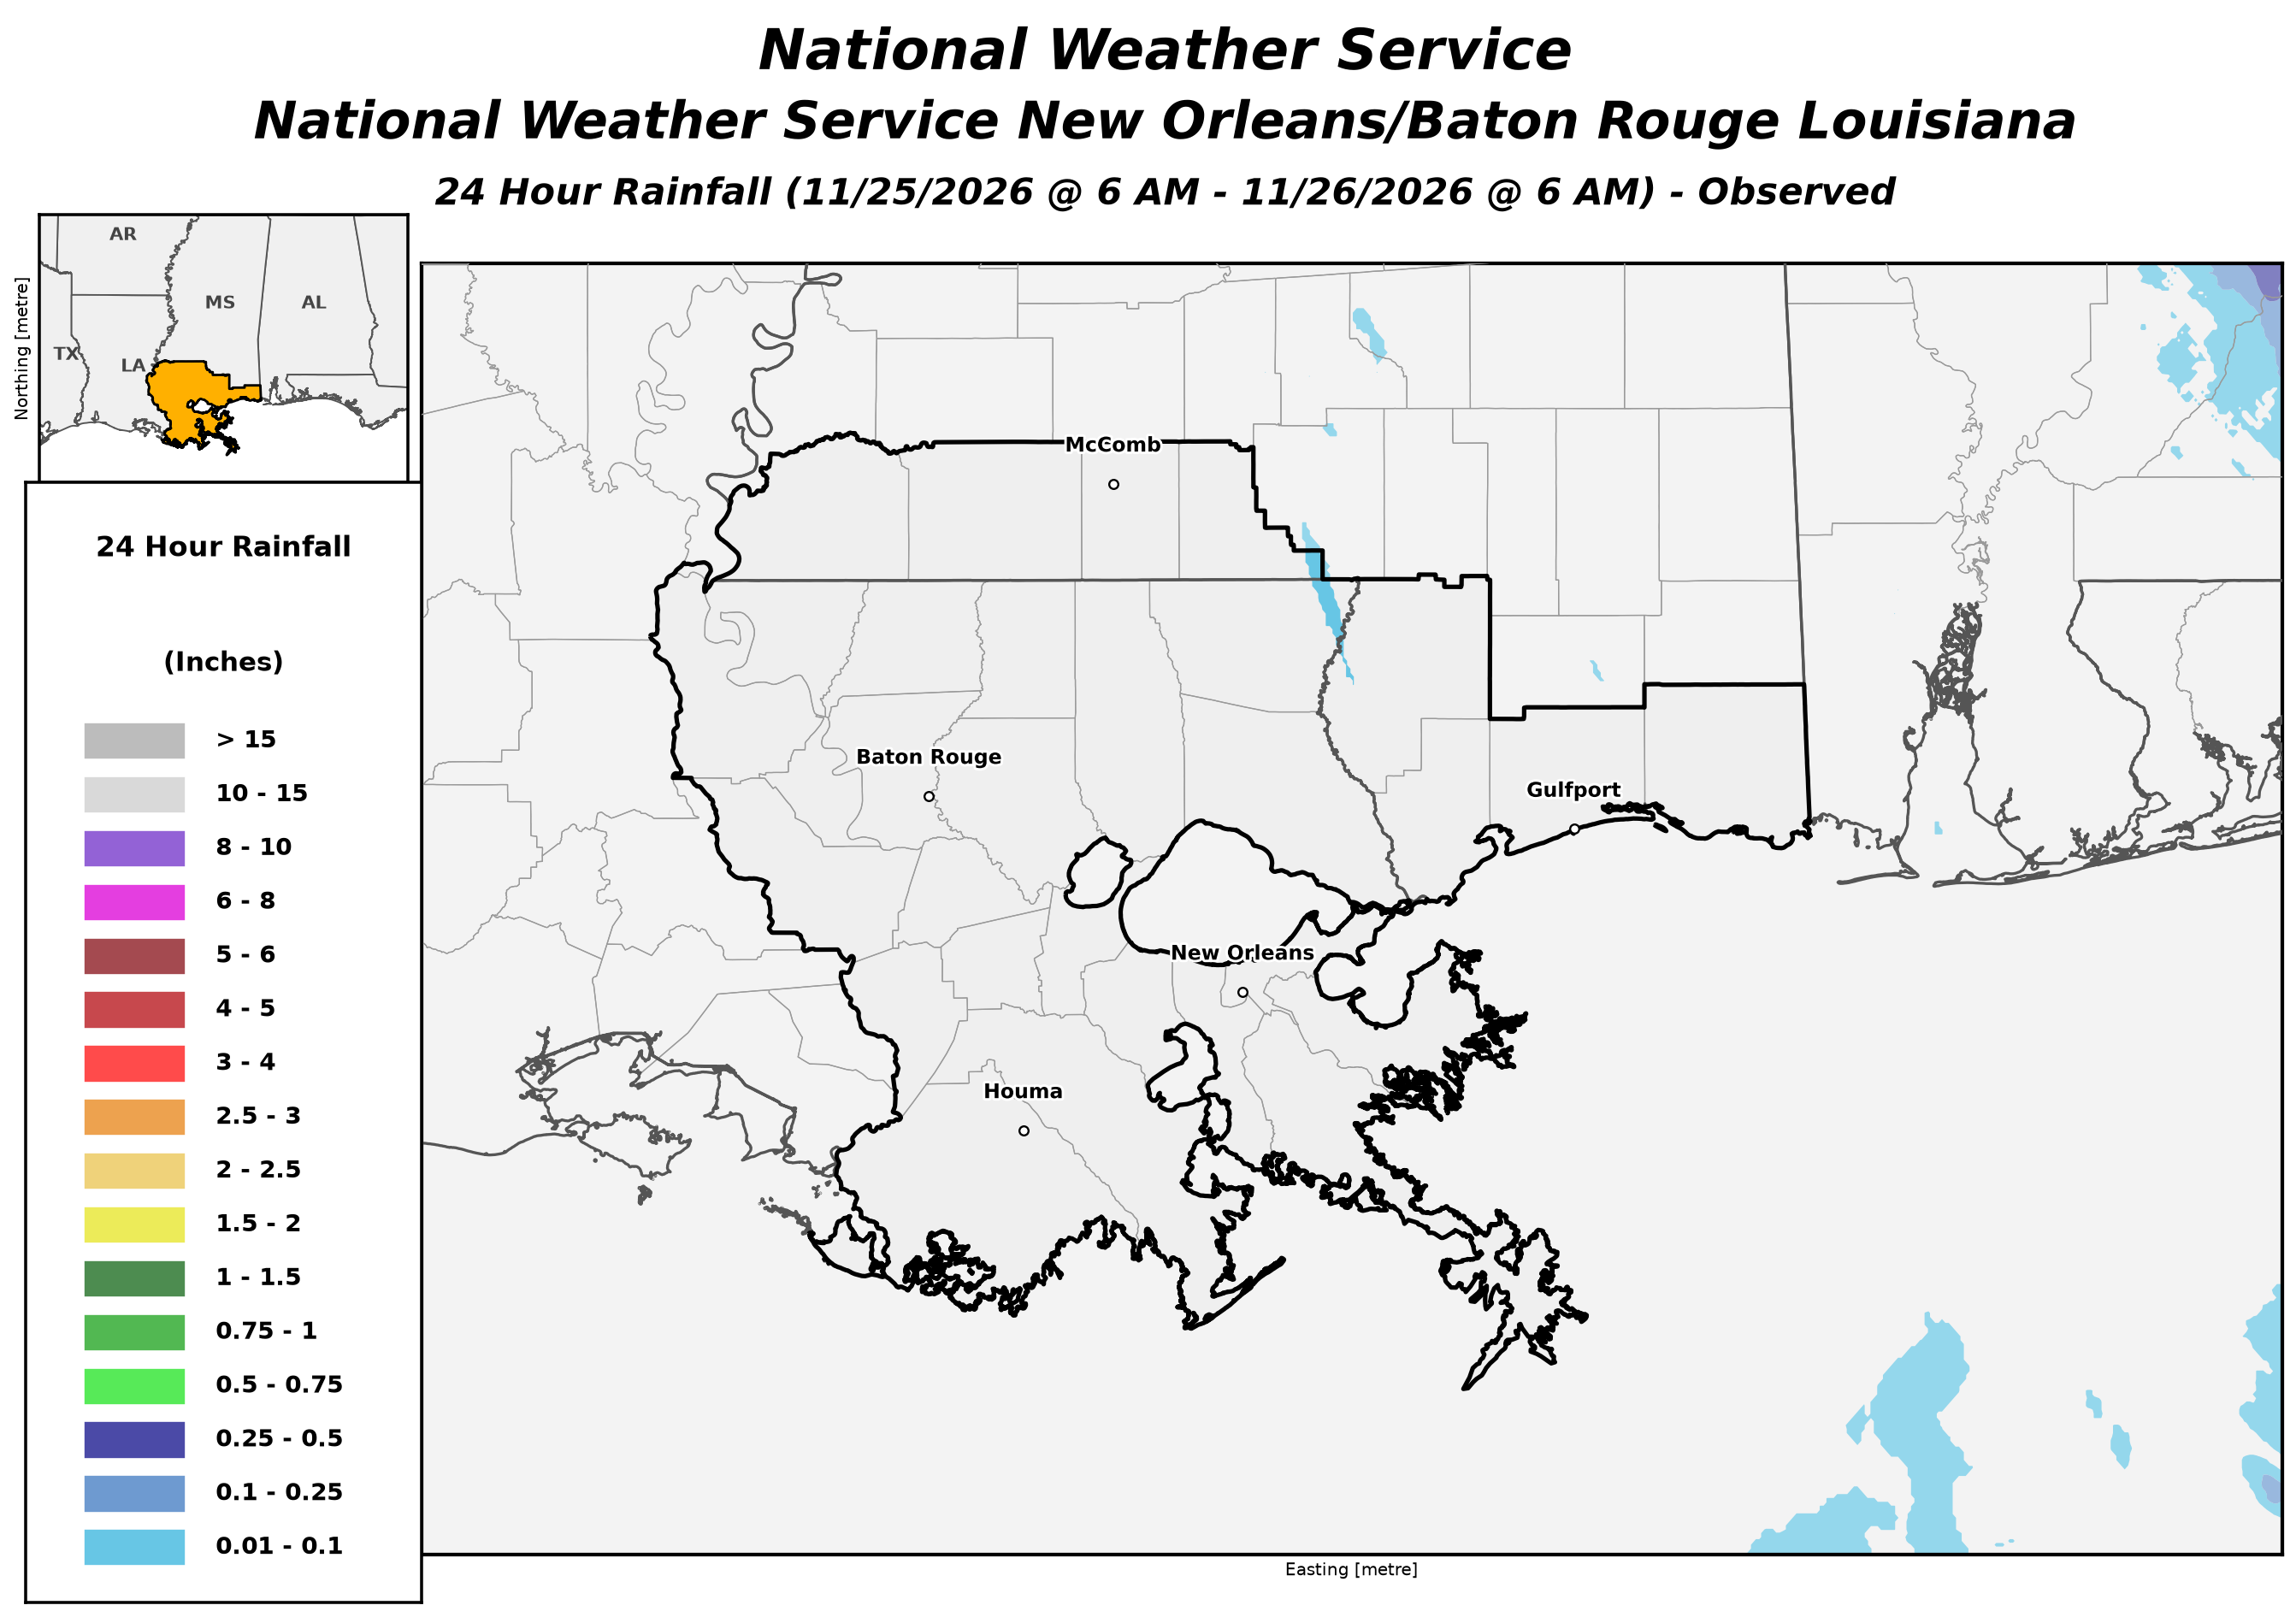 National Weather Service
National Weather Service New Orleans/Baton Rouge Louisiana
24 Hour Rainfall (11/25/2026 @ 6 AM - 11/26/2026 @ 6 AM) - Observed
Northing [metre]
AR
MS
AL
TX
LA
24 Hour Rainfall
(Inches)
> 15
10 - 15
8 - 10
6 - 8
5 - 6
4 - 5
3 - 4
2.5 - 3
2 - 2.5
1.5 - 2
1 - 1.5
0.75 - 1
0.5 - 0.75
0.25 - 0.5
0.1 - 0.25
0.01 - 0.1
McComb
Baton Rouge
Gulfport
New Orleans
Houma
Easting [metre]